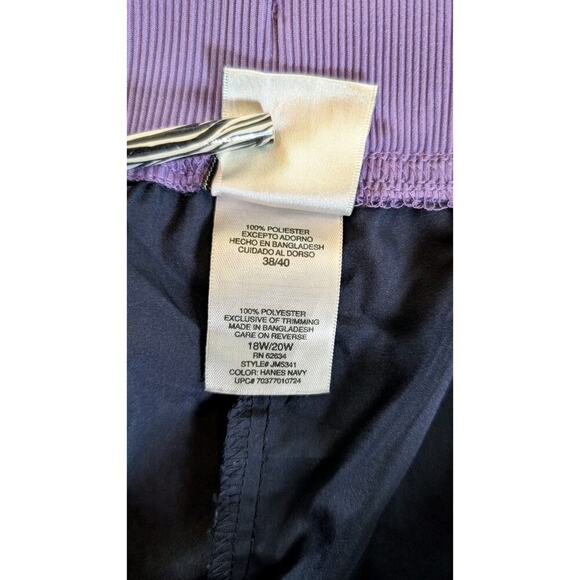 100% POLIESTER
EXCEPTO ADORNO
HECHO EN BANGLADESH
CUIDADO AL DORSO
38/40
100% POLYESTER
EXCLUSIVE OF TRIMMING
MADE IN BANGLADESH
CARE ON REVERSE
18W/20W
RN 62634
STYLE# JM5341
COLOR: HANES NAVY
UPC# 70377010724